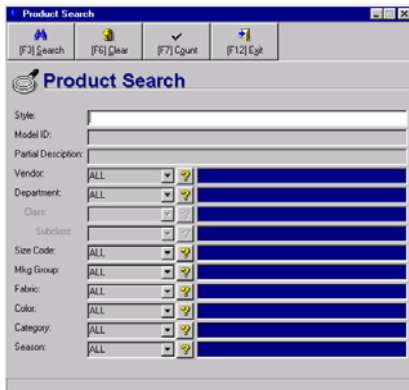 Product Search
[F3] Search [F6] Clear [F7] Count [F12] Exit
Product Search
Style:
Model ID:
Partial Desciption:
Vendor: ALL
Department: ALL
Class:
Subclass:
Size Code: ALL
Mkg Group: ALL
Fabric: ALL
Color: ALL
Category: ALL
Season: ALL